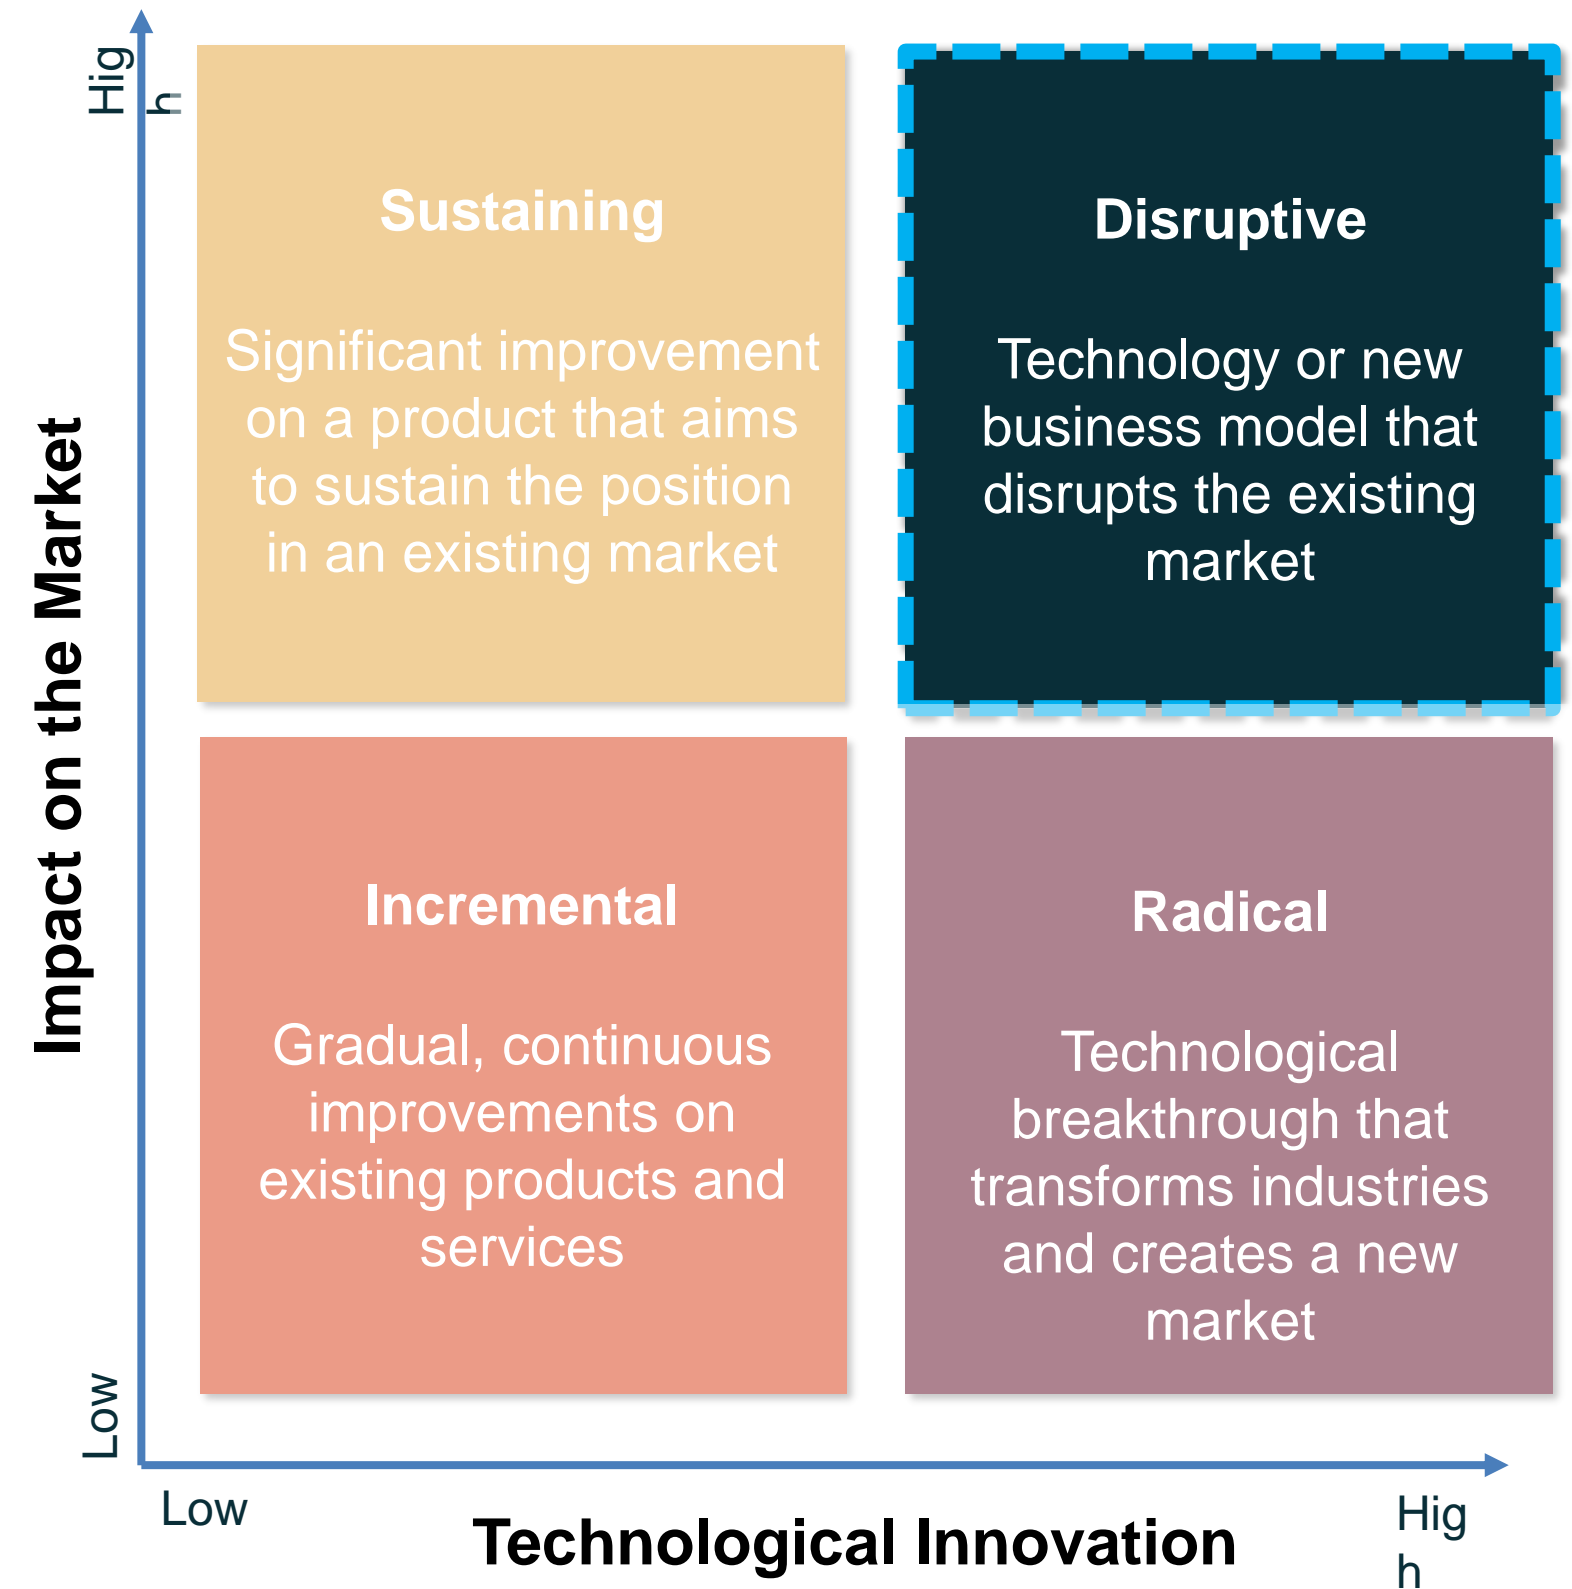 Hig
h
Sustaining
Significant improvement
on a product that aims
to sustain the position
in an existing market
Disruptive
Technology or new
business model that
disrupts the existing
market
Impact on the Market
Incremental
Gradual, continuous
improvements on
existing products and
services
Radical
Technological
breakthrough that
transforms industries
and creates a new
market
Low
Low
Technological Innovation
Hig
h